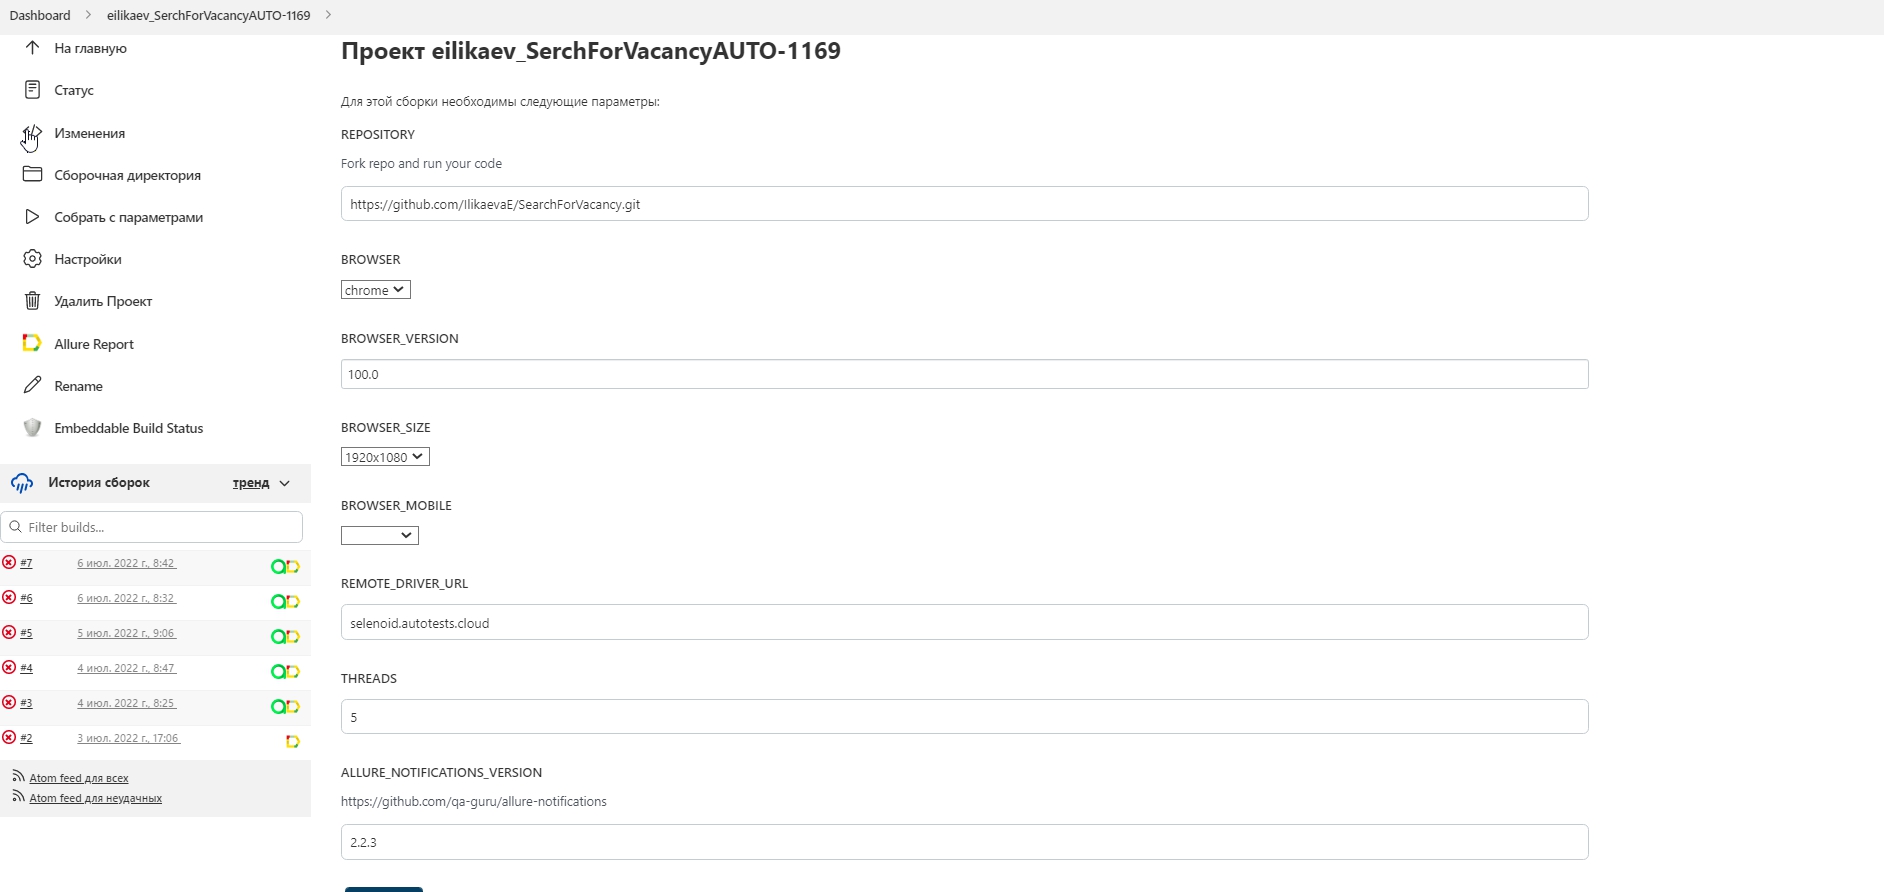 Dashboard
eilikaev_SerchForVacancyAUTO-1169
На главную
Статус
Изменения
Сборочная директория
Собрать с параметрами
Настройки
Удалить Проект
Allure Report
Rename
Embeddable Build Status
История сборок
тренд
Filter builds...
#7 6 июл. 2022 г., 8:42
#6 6 июл. 2022 г., 8:32
#5 5 июл. 2022 г., 9:06
#4 4 июл. 2022 г., 8:47
#3 4 июл. 2022 г., 8:25
#2 3 июл. 2022 г., 17:06
Atom feed для всех
Atom feed для неудачных
Проект eilikaev_SerchForVacancyAUTO-1169
Для этой сборки необходимы следующие параметры:
REPOSITORY
Fork repo and run your code
https://github.com/IlikaevaE/SearchForVacancy.git
BROWSER
chrome
BROWSER_VERSION
100.0
BROWSER_SIZE
1920x1080
BROWSER_MOBILE
REMOTE_DRIVER_URL
selenoid.autotests.cloud
THREADS
5
ALLURE_NOTIFICATIONS_VERSION
https://github.com/qa-guru/allure-notifications
2.2.3